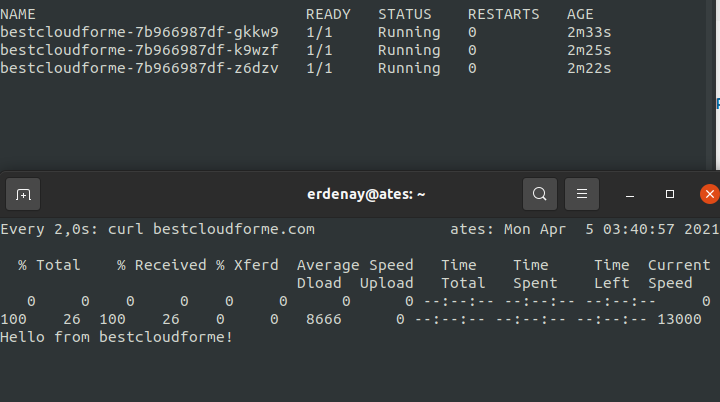 NAME READY STATUS RESTARTS AGE
bestcloudforme-7b966987df-gkkw9 1/1 Running 0 2m33s
bestcloudforme-7b966987df-k9wzf 1/1 Running 0 2m25s
bestcloudforme-7b966987df-z6dzv 1/1 Running 0 2m22s
erdenay@ates: ~
Every 2,0s: curl bestcloudforme.com ates: Mon Apr 5 03:40:57 2021
% Total % Received % Xferd Average Speed Time Time Time Current
Dload Upload Total Spent Left Speed
0 0 0 0 0 0 0 0 --:--:-- --:--:-- --:--:-- 0
100 26 100 26 0 0 8666 0 --:--:-- --:--:-- --:--:-- 13000
Hello from bestcloudforme!